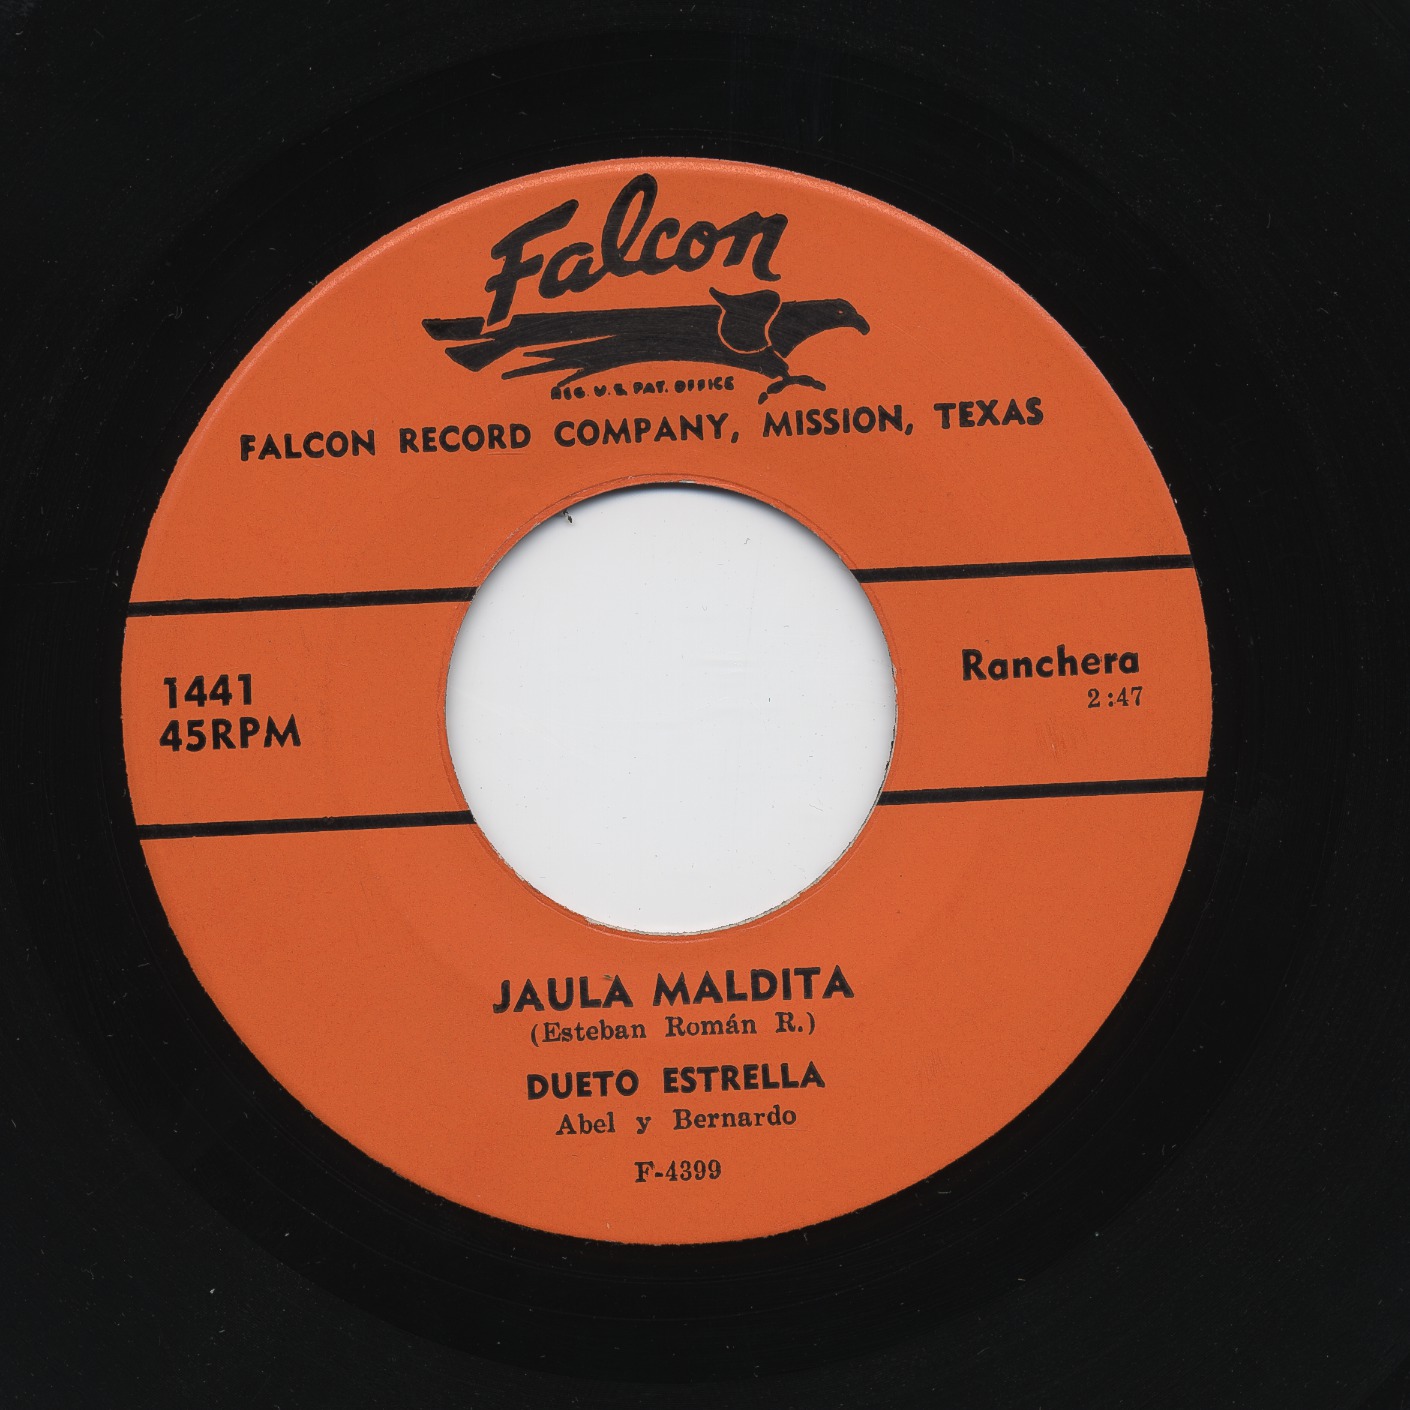 Falcon
REG. U.S. PAT. OFFICE
FALCON RECORD COMPANY, MISSION, TEXAS
1441
45RPM
Ranchera
2:47
JAULA MALDITA
(Esteban Román R.)
DUETO ESTRELLA
Abel y Bernardo
F-4399